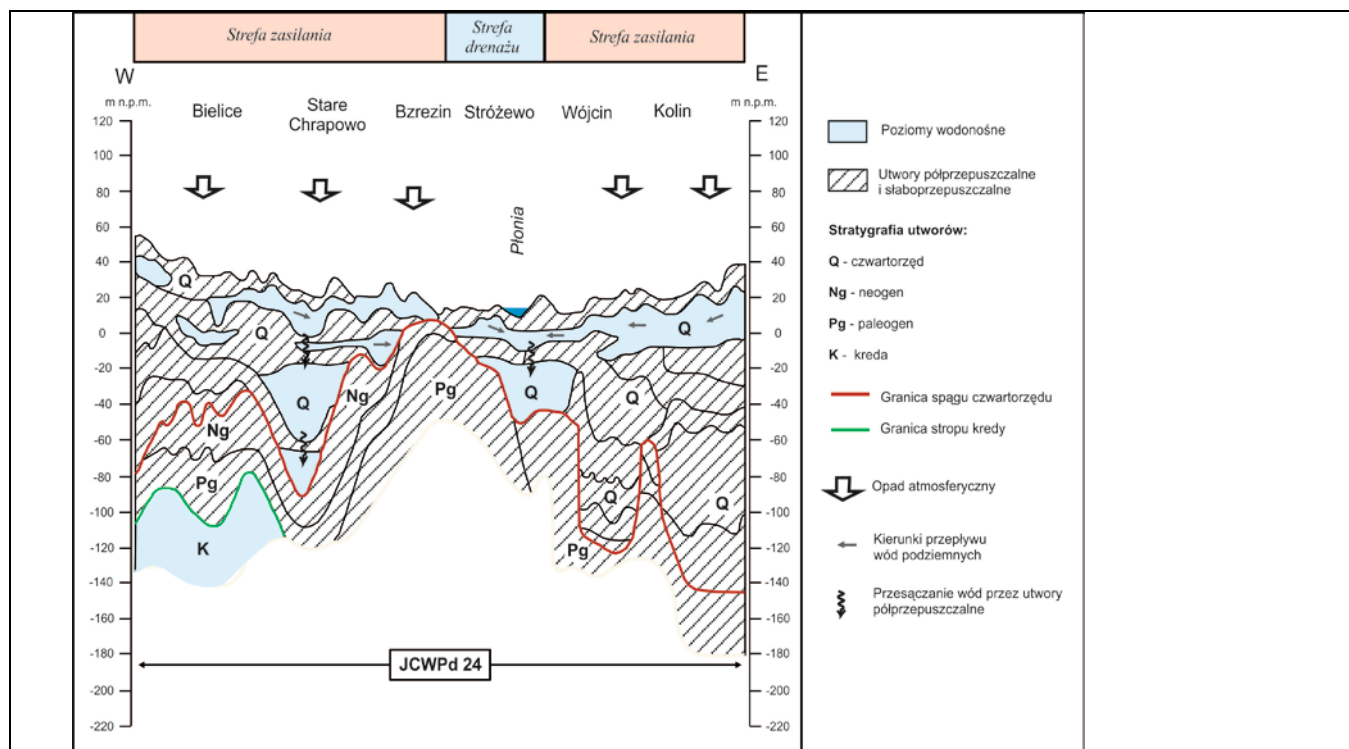 Strefa zasilania
Strefa
drenażu
Strefa zasilania
W
E
m n.p.m.
m n.p.m.
Bielice
Stare
Chrapowo
Bzrezin
Stróżewo
Wójcin
Kolin
120
100
80
60
40
20
0
-20
-40
-60
-80
-100
-120
-140
-160
-180
-200
-220
120
100
80
60
40
20
0
-20
-40
-60
-80
-100
-120
-140
-160
-180
-200
-220
Płonia
Q
Q
Q
Q
Q
Q
Q
Q
Ng
Ng
Pg
Pg
Pg
K
JCWPd 24
Poziomy wodonośne
Utwory półprzepuszczalne
i słaboprzepuszczalne
Stratygrafia utworów:
Q - czwartorzęd
Ng - neogen
Pg - paleogen
K - kreda
Granica spągu czwartorzędu
Granica stropu kredy
Opad atmosferyczny
Kierunki przepływu
wód podziemnych
Przesączanie wód przez utwory
półprzepuszczalne